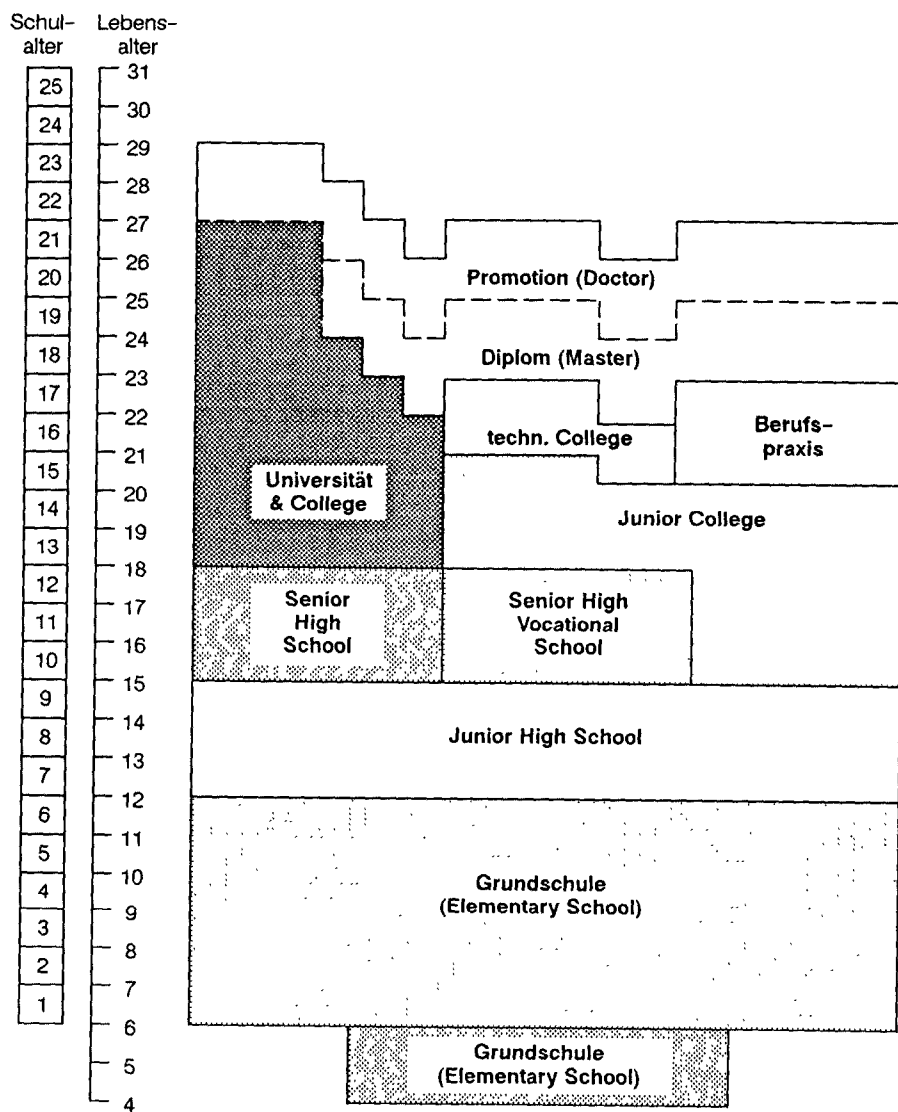 Schul-
alter
Lebens-
alter
25
24
23
22
21
20
19
18
17
16
15
14
13
12
11
10
9
8
7
6
5
4
3
2
1
31
30
29
28
27
26
25
24
23
22
21
20
19
18
17
16
15
14
13
12
11
10
9
8
7
6
5
4
Promotion (Doctor)
Diplom (Master)
techn. College
Berufs-
praxis
Universität
& College
Junior College
Senior
High
School
Senior High
Vocational
School
Junior High School
Grundschule
(Elementary School)
Grundschule
(Elementary School)